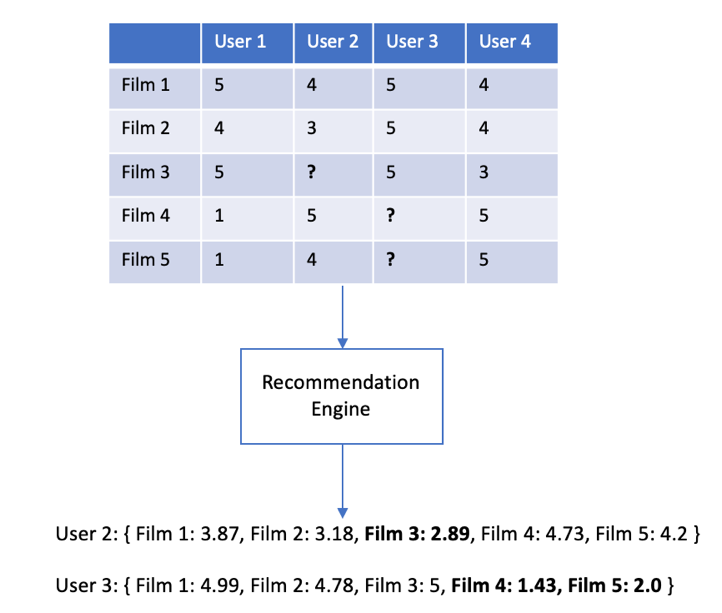 User 1 User 2 User 3 User 4
Film 1 5 4 5 4
Film 2 4 3 5 4
Film 3 5 ? 5 3
Film 4 1 5 ? 5
Film 5 1 4 ? 5
Recommendation
Engine
User 2: { Film 1: 3.87, Film 2: 3.18, Film 3: 2.89, Film 4: 4.73, Film 5: 4.2 }
User 3: { Film 1: 4.99, Film 2: 4.78, Film 3: 5, Film 4: 1.43, Film 5: 2.0 }